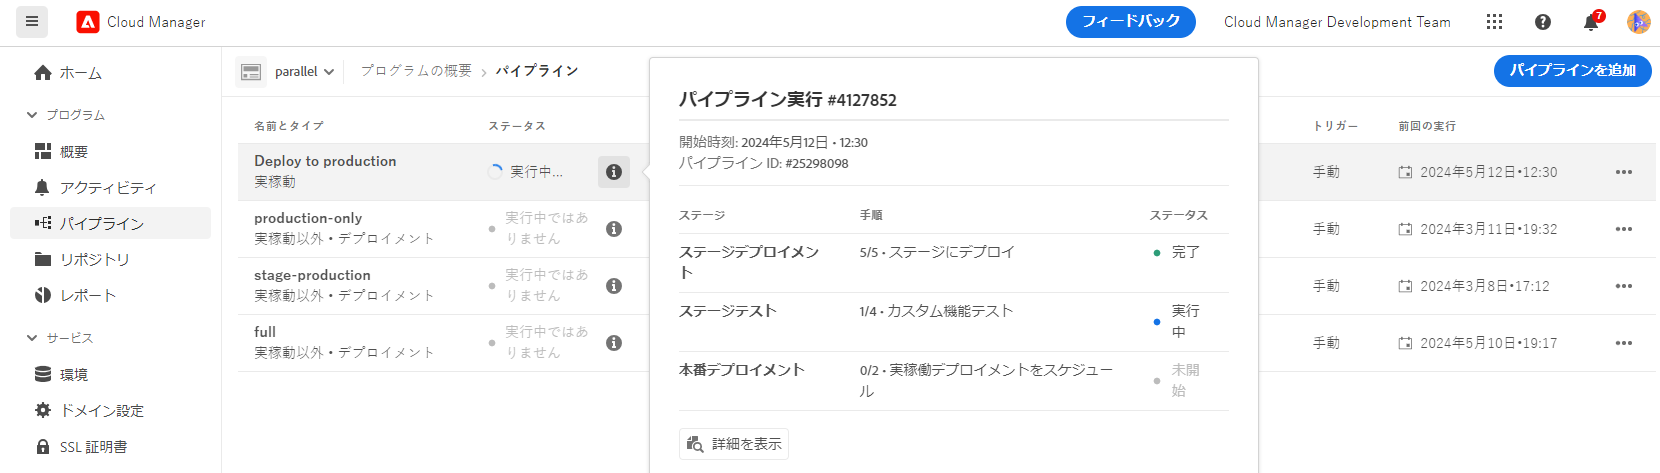 Cloud Manager
フィードバック
Cloud Manager Development Team
7
ホーム
プログラム
概要
アクティビティ
パイプライン
リポジトリ
レポート
サービス
環境
ドメイン設定
SSL 証明書
parallel
プログラムの概要 › パイプライン
パイプラインを追加
名前とタイプ ステータス トリガー 前回の実行
Deploy to production
実稼動
実行中...
手動 2024年5月12日•12:30
production-only
実稼動以外・デプロイメント
実行中ではあ
りません
手動 2024年3月11日•19:32
stage-production
実稼動以外・デプロイメント
実行中ではあ
りません
手動 2024年3月8日•17:12
full
実稼動以外・デプロイメント
実行中ではあ
りません
手動 2024年5月10日•19:17
パイプライン実行 #4127852
開始時刻: 2024年5月12日・12:30
パイプライン ID: #25298098
ステージ 手順 ステータス
ステージデプロイメン
ト
5/5・ステージにデプロイ
完了
ステージテスト
1/4・カスタム機能テスト
実行
中
本番デプロイメント
0/2・実稼働デプロイメントをスケジュー
ル
未開
始
詳細を表示